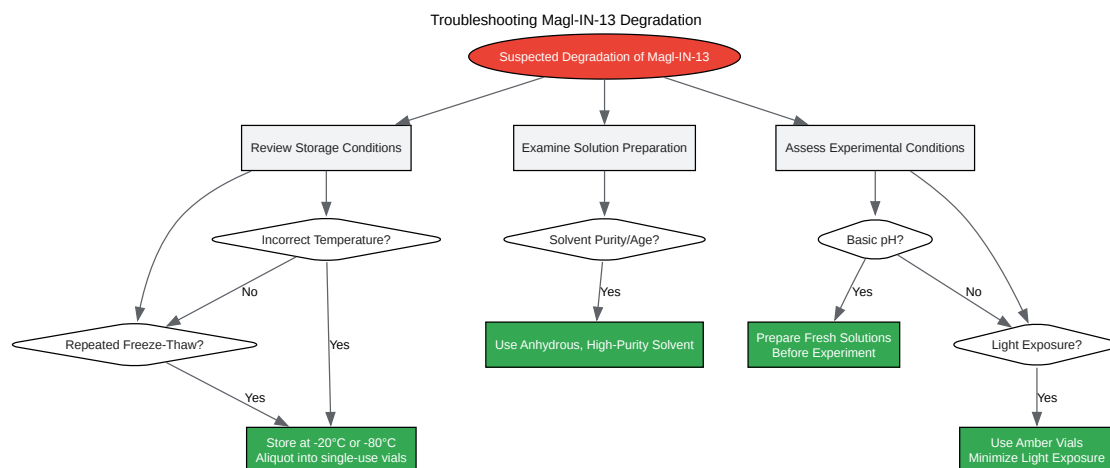 Troubleshooting Magl-IN-13 Degradation
Suspected Degradation of Magl-IN-13
Review Storage Conditions
Examine Solution Preparation
Assess Experimental Conditions
Incorrect Temperature?
Solvent Purity/Age?
Basic pH?
No
Yes
Yes
No
Repeated Freeze-Thaw?
Yes
Use Anhydrous, High-Purity Solvent
Prepare Fresh Solutions
Before Experiment
Light Exposure?
Yes
Yes
Store at -20°C or -80°C
Aliquot into single-use vials
Use Amber Vials
Minimize Light Exposure